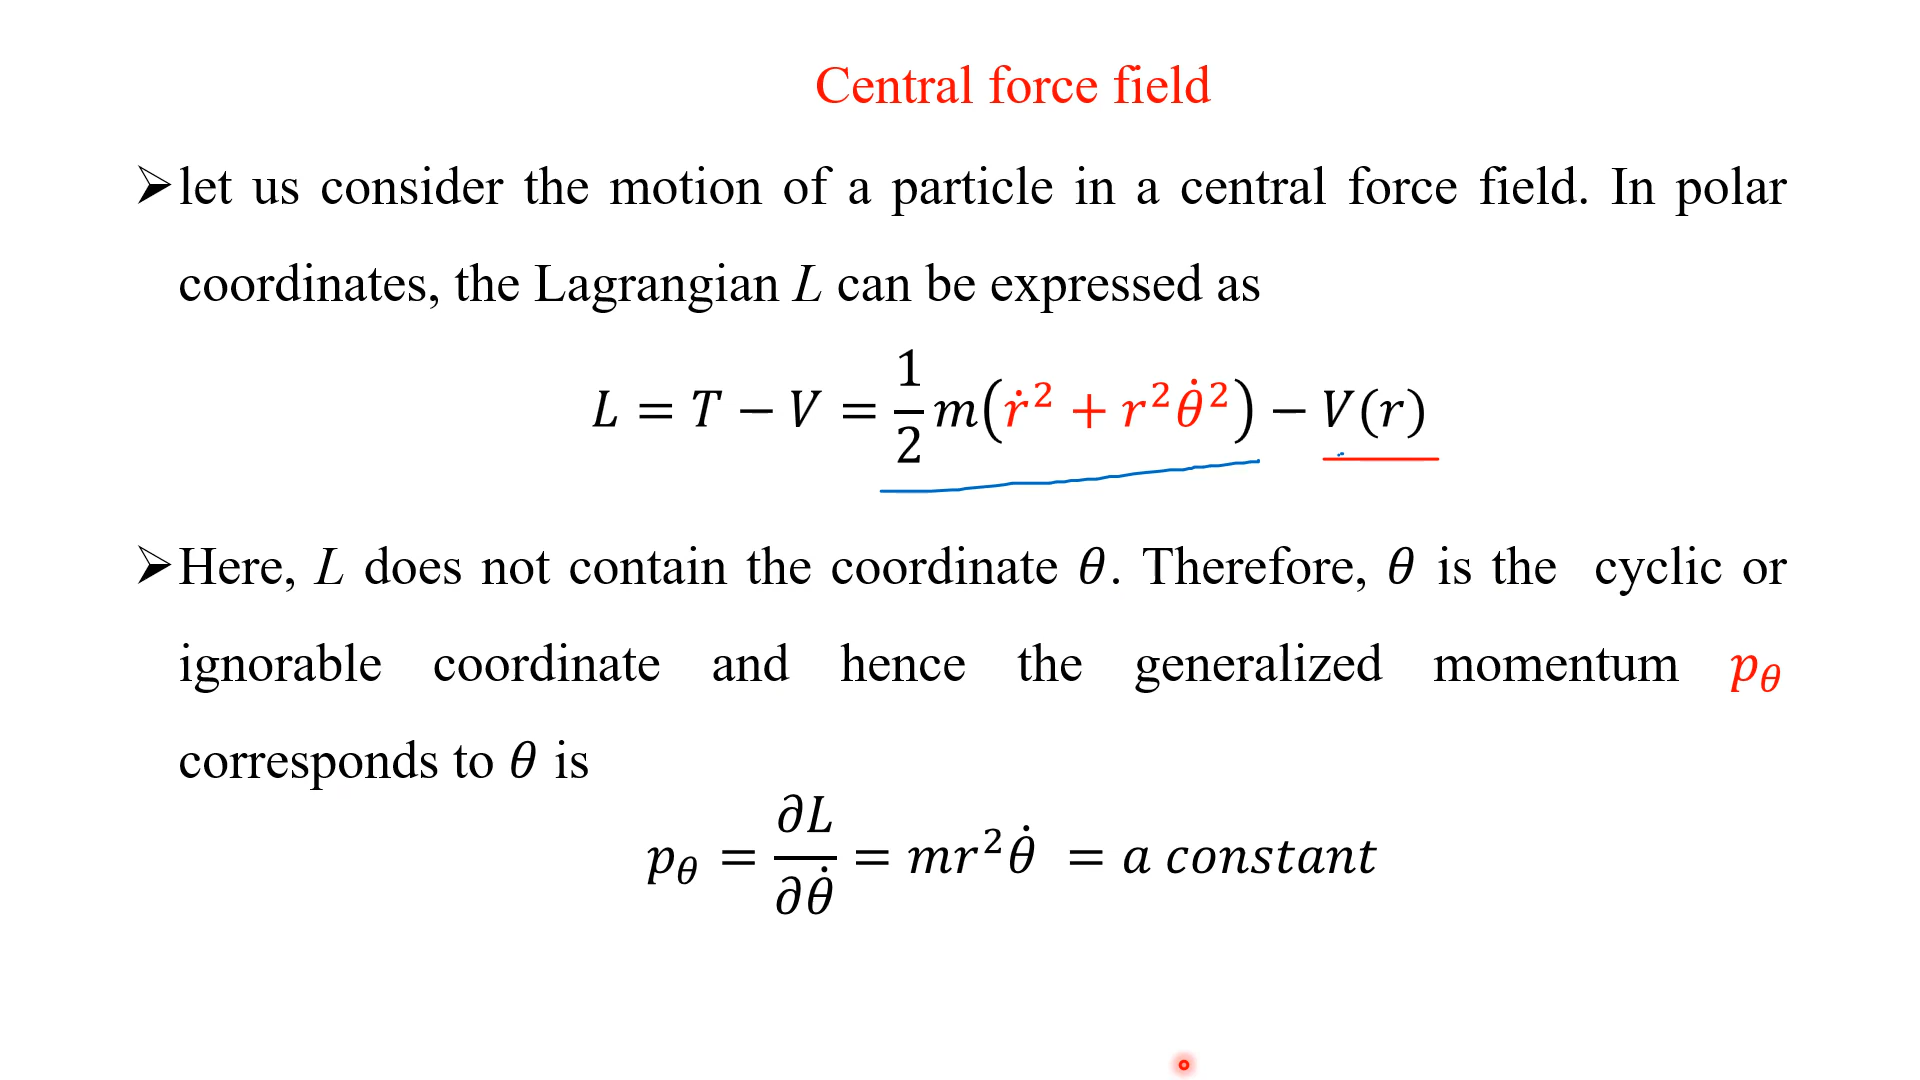 Central force field
➢let us consider the motion of a particle in a central force field. In polar
coordinates, the Lagrangian L can be expressed as
L = T − V = 1/2 m(ṙ² + r²θ̇²) − V(r)
➢Here, L does not contain the coordinate θ. Therefore, θ is the cyclic or
ignorable coordinate and hence the generalized momentum p_θ
corresponds to θ is
p_θ = ∂L/∂θ̇ = mr²θ̇ = a constant